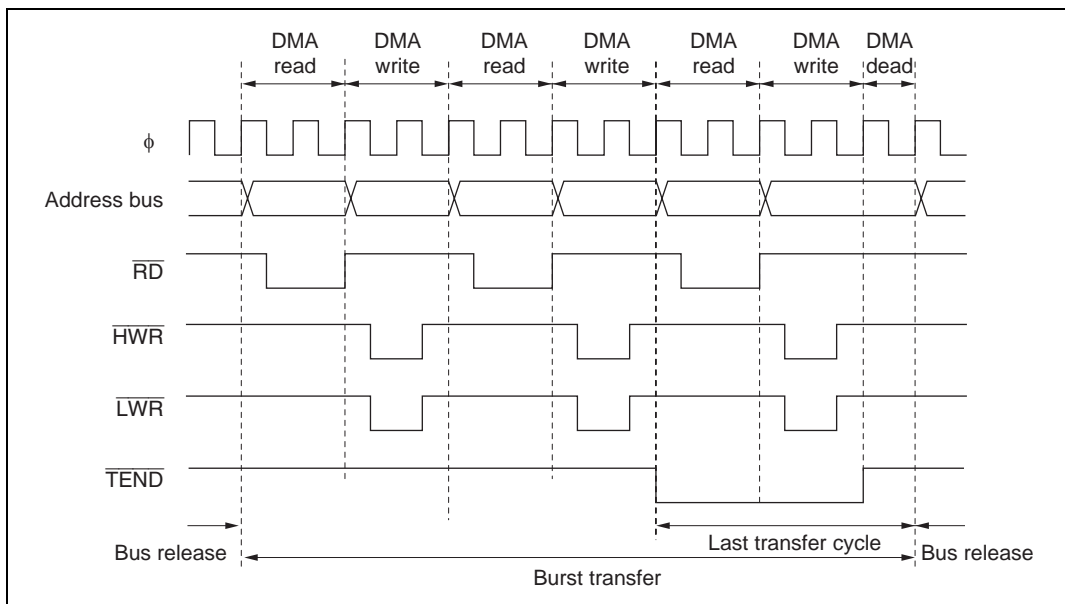 DMA read
DMA write
DMA read
DMA write
DMA read
DMA write
DMA dead
ϕ
Address bus
RD
HWR
LWR
TEND
Bus release
Last transfer cycle
Bus release
Burst transfer